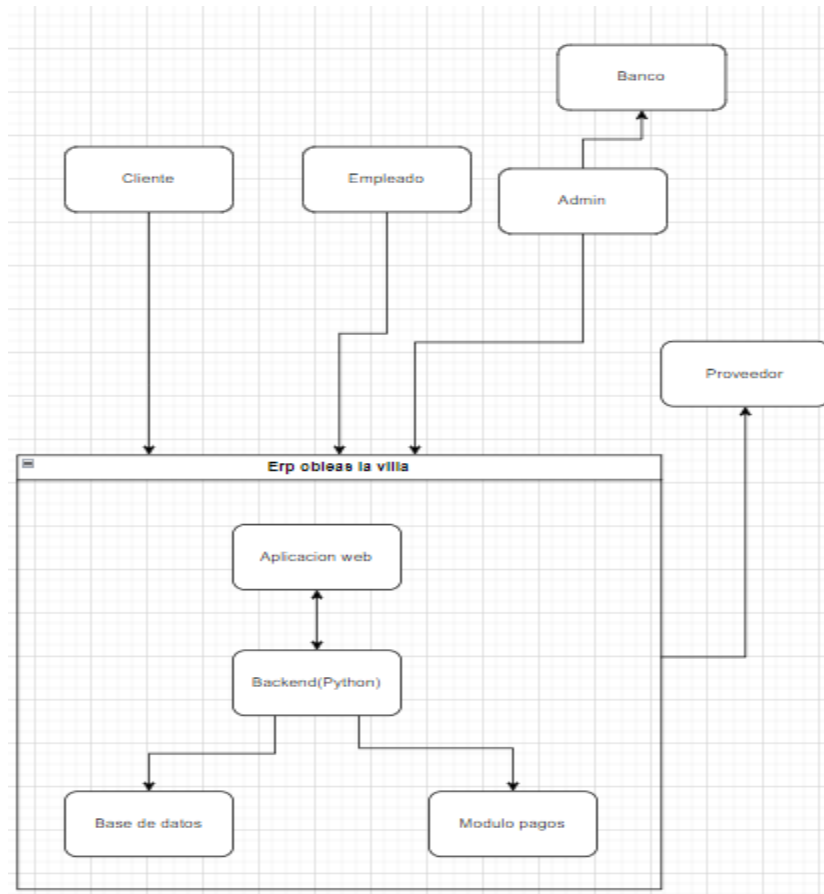 Banco
Cliente
Empleado
Admin
Proveedor
Erp obleas la villa
Aplicacion web
Backend(Python)
Base de datos
Modulo pagos